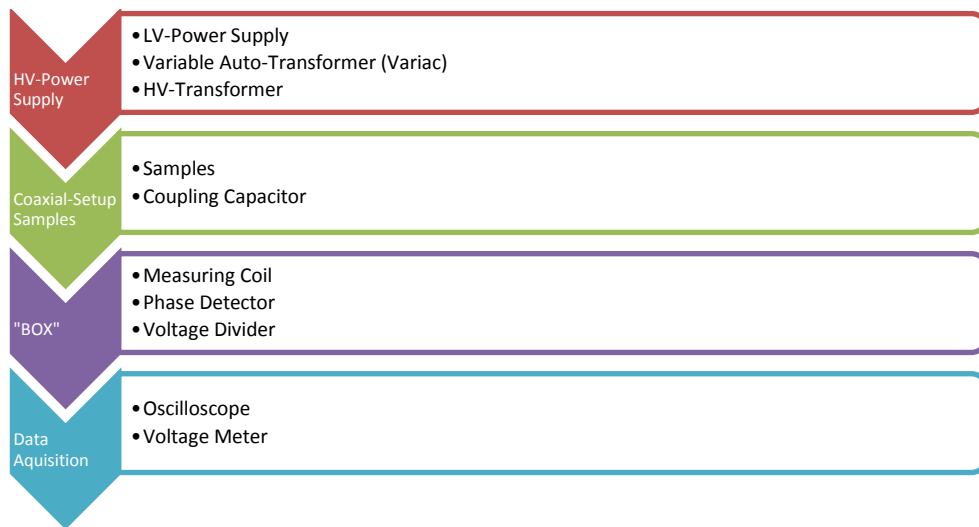 HV-Power
Supply
•LV-Power Supply
•Variable Auto-Transformer (Variac)
•HV-Transformer
Coaxial-Setup
Samples
•Samples
•Coupling Capacitor
"BOX"
•Measuring Coil
•Phase Detector
•Voltage Divider
Data
Aquisition
•Oscilloscope
•Voltage Meter